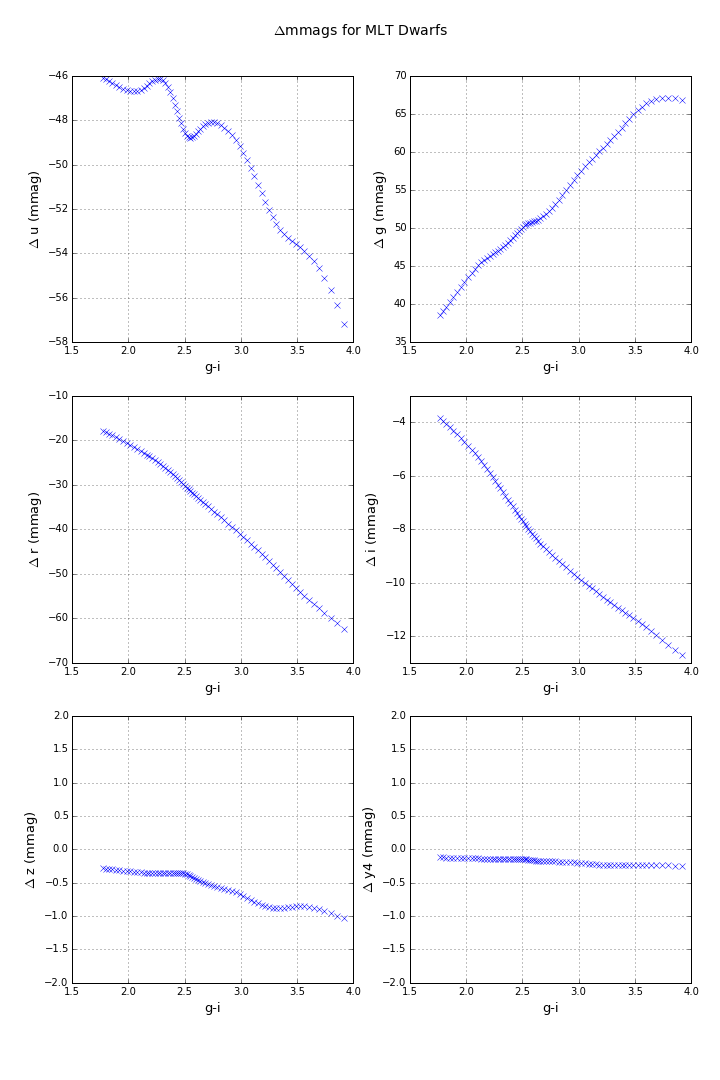 Δmmags for MLT Dwarfs
−46
−48
−50
−52
−54
−56
−58
Δ u (mmag)
1.5 2.0 2.5 3.0 3.5 4.0
g-i
70
65
60
55
50
45
40
35
Δ g (mmag)
1.5 2.0 2.5 3.0 3.5 4.0
g-i
−10
−20
−30
−40
−50
−60
−70
Δ r (mmag)
1.5 2.0 2.5 3.0 3.5 4.0
g-i
−4
−6
−8
−10
−12
Δ i (mmag)
1.5 2.0 2.5 3.0 3.5 4.0
g-i
2.0
1.5
1.0
0.5
0.0
−0.5
−1.0
−1.5
−2.0
Δ z (mmag)
1.5 2.0 2.5 3.0 3.5 4.0
g-i
2.0
1.5
1.0
0.5
0.0
−0.5
−1.0
−1.5
−2.0
Δ y4 (mmag)
1.5 2.0 2.5 3.0 3.5 4.0
g-i